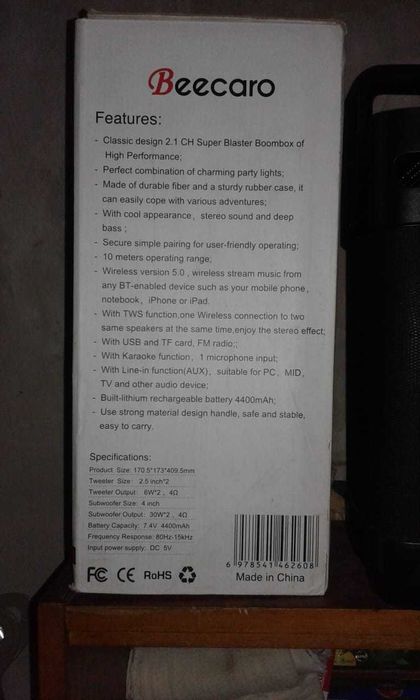 Beecaro
Features:
- Classic design 2.1 CH Super Blaster Boombox of
High Performance;
- Perfect combination of charming party lights;
- Made of durable fiber and a sturdy rubber case, it
can easily cope with various adventures;
- With cool appearance, stereo sound and deep
bass ;
- Secure simple pairing for user-friendly operating;
- 10 meters operating range;
- Wireless version 5.0 , wireless stream music from
any BT-enabled device such as your mobile phone,
notebook, iPhone or iPad.
- With TWS function,one Wireless connection to two
same speakers at the same time,enjoy the stereo effect;
- With USB and TF card, FM radio;;
- With Karaoke function, 1 microphone input;
- With Line-in function(AUX), suitable for PC, MID,
TV and other audio device;
- Built-lithium rechargeable battery 4400mAh;
- Use strong material design handle, safe and stable,
easy to carry.
Specifications:
Product Size: 170.5*173*409.5mm
Tweeter Size: 2.5 inch*2
Tweeter Output: 6W*2 , 4Ω
Subwoofer Size: 4 inch
Subwoofer Output: 30W*2 , 4Ω
Battery Capacity: 7.4V 4400mAh
Frequency Response: 80Hz-15kHz
Input power supply: DC 5V
6 978541 462608
FC CE RoHS
Made in China